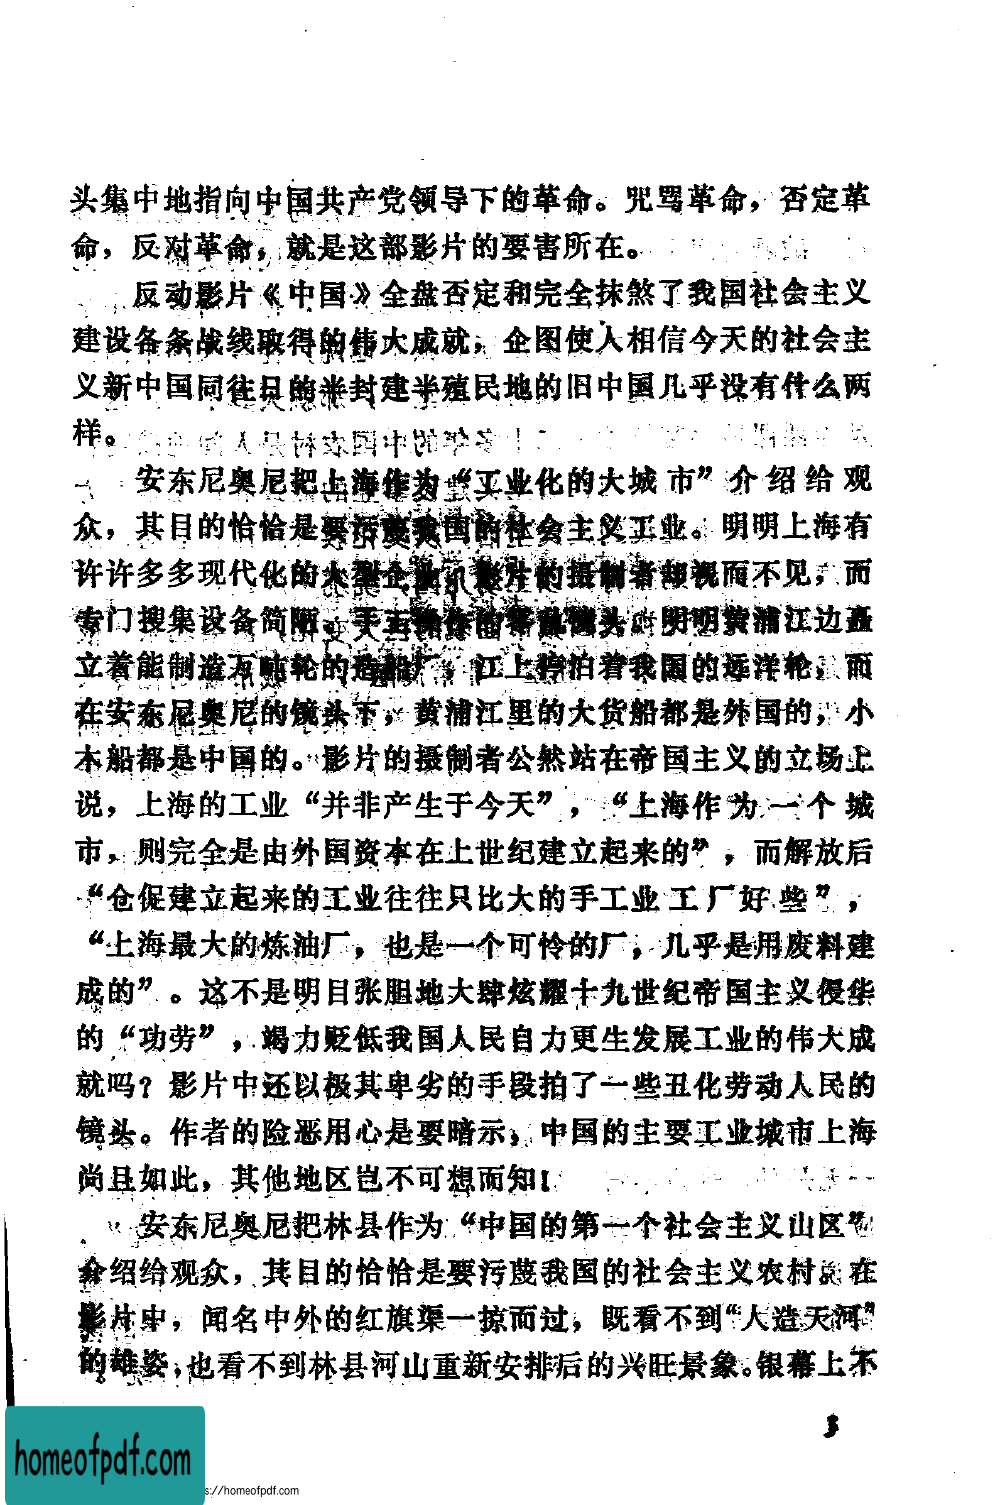 头集中地指向中国共产党领导下的革命。咒骂革命，否定革
命，反对革命，就是这部影片的要害所在。
反动影片《中国》全盘否定和完全抹煞了我国社会主义
建设各条战线取得的伟大成就，企图使人相信今天的社会主
义新中国同往日的半封建半殖民地的旧中国几乎没有什么两
样。
安东尼奥尼把上海作为“工业化的大城市”介绍给观
众，其目的恰恰是要污蔑我国的社会主义工业。明明上海有
许许多多现代化的大型企业，影片的摄制者却视而不见，而
专门搜集设备简陋、手工操作的零乱镜头。明明黄浦江边矗
立着能制造万吨轮的造船厂，江上停泊着我国的远洋轮，而
在安东尼奥尼的镜头下，黄浦江里的大货船都是外国的，小
木船都是中国的。影片的摄制者公然站在帝国主义的立场上
说，上海的工业“并非产生于今天”，“上海作为一个城
市，则完全是由外国资本在上世纪建立起来的”，而解放后
“仓促建立起来的工业往往只比大的手工业工厂好些”，
“上海最大的炼油厂，也是一个可怜的厂，几乎是用废料建
成的”。这不是明目张胆地大肆炫耀十九世纪帝国主义侵华
的“功劳”，竭力贬低我国人民自力更生发展工业的伟大成
就吗？影片中还以极其卑劣的手段拍了一些丑化劳动人民的
镜头。作者的险恶用心是要暗示，中国的主要工业城市上海
尚且如此，其他地区岂不可想而知！
安东尼奥尼把林县作为“中国的第一个社会主义山区”
介绍给观众，其目的恰恰是要污蔑我国的社会主义农村。在
影片中，闻名中外的红旗渠一掠而过，既看不到“人造天河”
的雄姿，也看不到林县河山重新安排后的兴旺景象。银幕上不
3
homeofpdf.com
s://homeofpdf.com